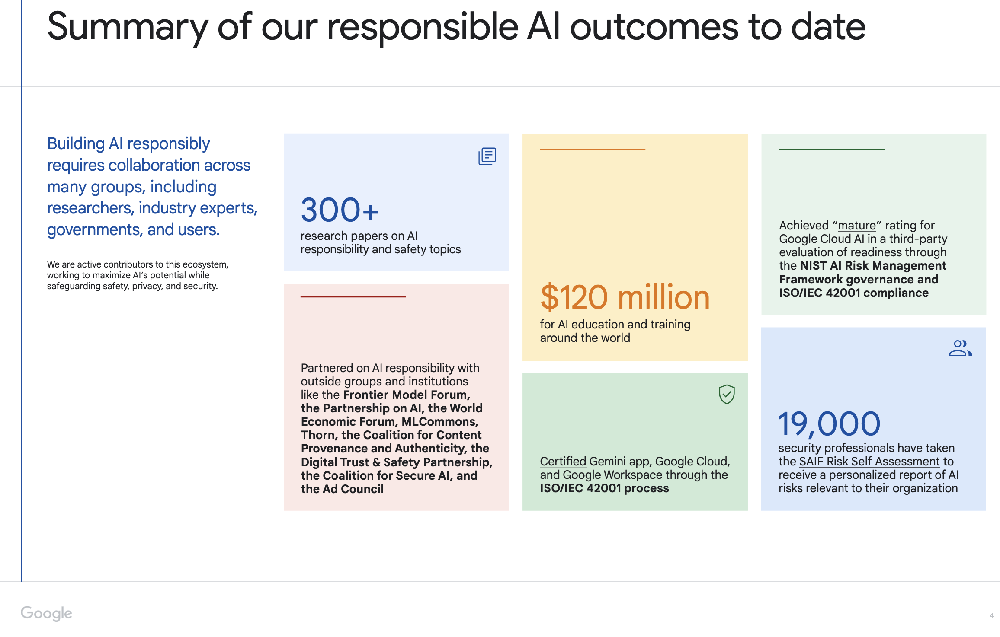 Summary of our responsible AI outcomes to date
Building AI responsibly
requires collaboration across
many groups, including
researchers, industry experts,
governments, and users.
We are active contributors to this ecosystem,
working to maximize AI’s potential while
safeguarding safety, privacy, and security.
300+
research papers on AI
responsibility and safety topics
Partnered on AI responsibility with
outside groups and institutions
like the Frontier Model Forum,
the Partnership on AI, the World
Economic Forum, MLCommons,
Thorn, the Coalition for Content
Provenance and Authenticity, the
Digital Trust & Safety Partnership,
the Coalition for Secure AI, and
the Ad Council
$120 million
for AI education and training
around the world
Certified Gemini app, Google Cloud,
and Google Workspace through the
ISO/IEC 42001 process
Achieved “mature” rating for
Google Cloud AI in a third-party
evaluation of readiness through
the NIST AI Risk Management
Framework governance and
ISO/IEC 42001 compliance
19,000
security professionals have taken
the SAIF Risk Self Assessment to
receive a personalized report of AI
risks relevant to their organization
Google
4